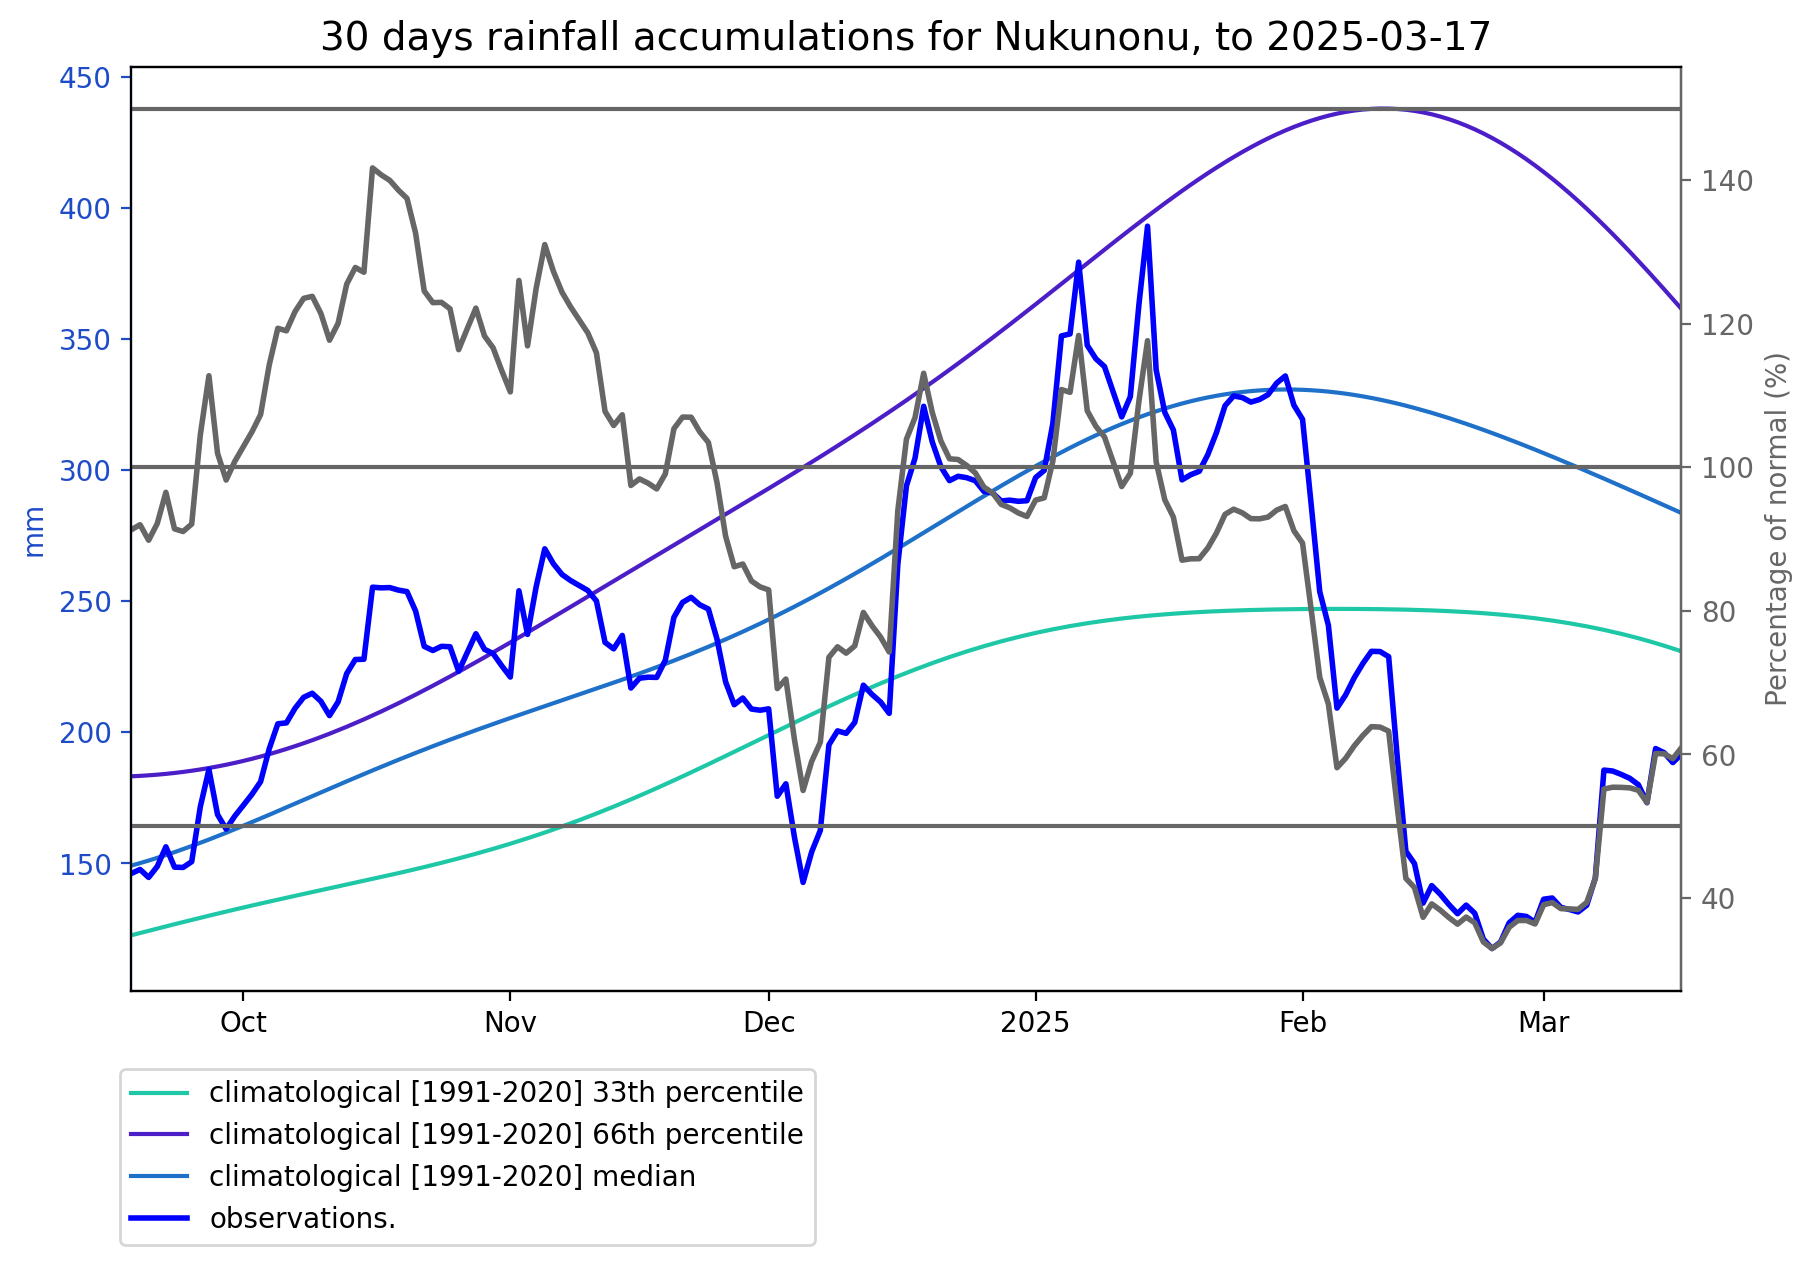 30 days rainfall accumulations for Nukunonu, to 2025-03-17
450
400
350
300
250
200
150
mm
140
120
100
80
60
40
Percentage of normal (%)
Oct Nov Dec 2025 Feb Mar
climatological [1991-2020] 33th percentile
climatological [1991-2020] 66th percentile
climatological [1991-2020] median
observations.